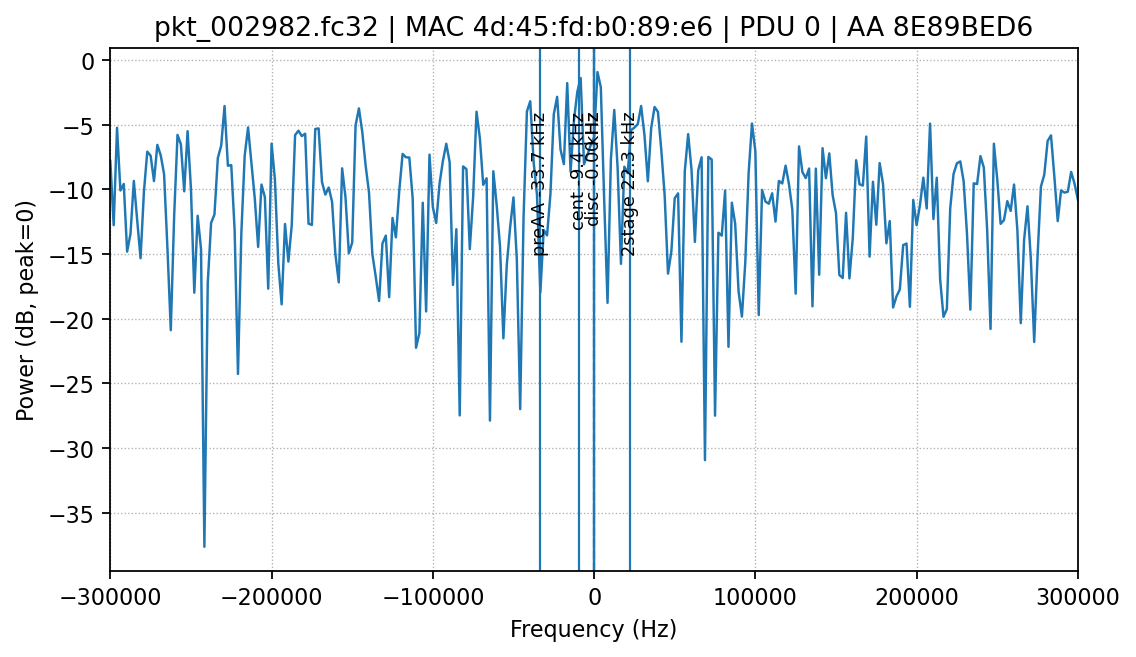 pkt_002982.fc32 | MAC 4d:45:fd:b0:89:e6 | PDU 0 | AA 8E89BED6
0
−5
−10
−15
−20
−25
−30
−35
Power (dB, peak=0)
preAA -33.7 kHz
cent -9.4 kHz
disc -0.00kHz
2stage 22.3 kHz
−300000
−200000
−100000
0
100000
200000
300000
Frequency (Hz)